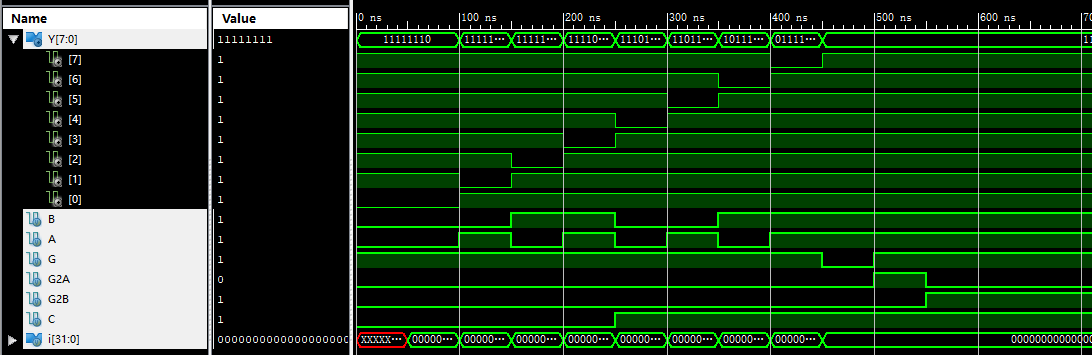 Name Value 0 ns 100 ns 200 ns 300 ns 400 ns 500 ns 600 ns
Y[7:0] 11111111 11111110 11111··· 11111··· 11110··· 11101··· 11011··· 10111··· 01111···
[7] 1
[6] 1
[5] 1
[4] 1
[3] 1
[2] 1
[1] 1
[0] 1
B 1
A 1
G 1
G2A 0
G2B 1
C 1
i[31:0] XXXXX··· 00000··· 00000··· 00000··· 00000··· 00000··· 00000··· 00000··· 00000···